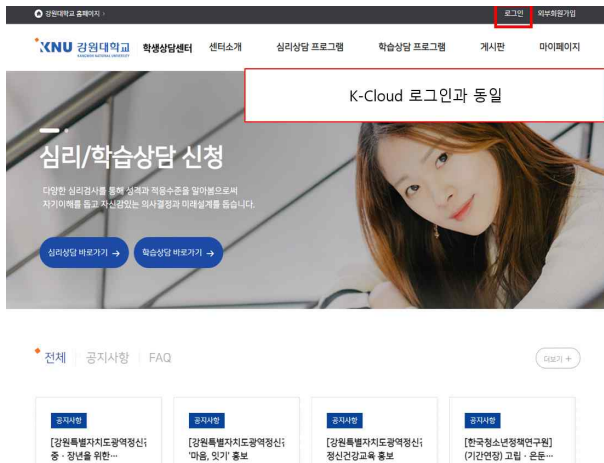 강원대학교 홈페이지 >
로그인 외부회원가입
KNU 강원대학교 학생상담센터 센터소개 심리상담 프로그램 학습상담 프로그램 게시판 마이페이지
KANGWON NATIONAL UNIVERSITY
K-Cloud 로그인과 동일
심리/학습상담 신청
다양한 심리검사를 통해 성격과 적응수준을 알아봄으로써
자기이해를 돕고 자신감있는 의사결정과 미래설계를 돕습니다.
심리상담 바로가기 → 학습상담 바로가기 →
전체 공지사항 FAQ 더보기 +
공지사항 공지사항 공지사항 공지사항
[강원특별자치도광역정신 [강원특별자치도광역정신 [강원특별자치도광역정신 [한국청소년정책연구원]
중 · 장년을 위한… '마음, 잇기' 홍보 정신건강교육 홍보 (기간연장) 고립 · 은둔…